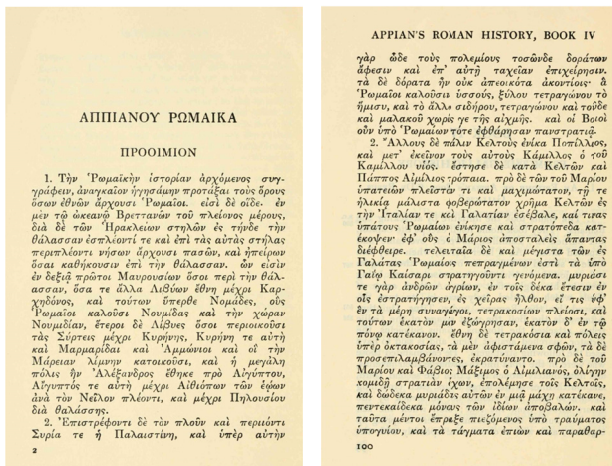 ΑΠΠΙΑΝΟΥ ΡΩΜΑΙΚΑ
ΠΡΟΟΙΜΙΟΝ
1. Τὴν Ῥωμαϊκὴν ἱστορίαν ἀρχόμενος συγ-
γράφειν, ἀναγκαῖον ἡγησάμην προτάξαι τοὺς ὅρους
ὅσων ἐθνῶν ἄρχουσι Ῥωμαῖοι. εἰσὶ δὲ οἵδε. ἐν
μὲν τῷ ὠκεανῷ Βρεττανῶν τοῦ πλείονος μέρους,
διὰ δὲ τῶν Ἡρακλείων στηλῶν ἐς τήνδε τὴν
θάλασσαν ἐσπλέοντί τε καὶ ἐπὶ τὰς αὐτὰς στήλας
περιπλέοντι νήσων ἄρχουσι πασῶν, καὶ ἠπείρων
ὅσαι καθήκουσιν ἐπὶ τὴν θάλασσαν. ὧν εἰσὶν
ἐν δεξιᾷ πρῶτοι Μαυρουσίων ὅσοι περὶ τὴν θά-
λασσαν, ὅσα τε ἄλλα Λιβύων ἔθνη μέχρι Καρ-
χηδόνος, καὶ τούτων ὕπερθε Νομάδες, οὓς
Ῥωμαῖοι καλοῦσι Νουμίδας καὶ τὴν χώραν
Νουμιδίαν, ἕτεροι δὲ Λίβυες ὅσοι περιοικοῦσι
τὰς Σύρτεις μέχρι Κυρήνης, Κυρήνη τε αὐτὴ
καὶ Μαρμαρίδαι καὶ Ἀμμώνιοι καὶ οἳ τὴν
Μάρειαν λίμνην κατοικοῦσι, καὶ ἡ μεγάλη
πόλις ἣν Ἀλέξανδρος ἔθηκε πρὸ Αἰγύπτου,
Αἴγυπτός τε αὐτὴ μέχρι Αἰθιόπων τῶν ἑῴων
ἀνὰ τὸν Νεῖλον πλέοντι, καὶ μέχρι Πηλουσίου
διὰ θαλάσσης.
2. Ἐπιστρέφοντι δὲ τὸν πλοῦν καὶ περιιόντι
Συρία τε ἡ Παλαιστίνη, καὶ ὑπὲρ αὐτὴν
2
APPIAN'S ROMAN HISTORY, BOOK IV
γὰρ ὧδε τοὺς πολεμίους τοσῶνδε δοράτων
ἄφεσιν καὶ ἐπ' αὐτῇ ταχεῖαν ἐπιχείρησιν.
τὰ δὲ δόρατα ἦν οὐκ ἀπεοικότα ἀκοντίοις· ἃ
Ῥωμαῖοι καλοῦσιν ὑσσούς, ξύλου τετραγώνου τὸ
ἥμισυ, καὶ τὸ ἄλλο σιδήρου, τετραγώνου καὶ τοῦδε
καὶ μαλακοῦ χωρίς γε τῆς αἰχμῆς. καὶ οἱ Βοιοὶ
οὖν ὑπὸ Ῥωμαίων τότε ἐφθάρησαν πανστρατιᾷ.
2. Ἄλλους δὲ πάλιν Κελτοὺς ἐνίκα Ποπίλλιος,
καὶ μετ' ἐκεῖνον τοὺς αὐτοὺς Κάμιλλος ὁ τοῦ
Καμίλλου υἱός. ἔστησε δὲ κατὰ Κελτῶν καὶ
Πάππος Αἰμίλιος τρόπαια. πρὸ δὲ τῶν τοῦ Μαρίου
ὑπατειῶν πλεῖστόν τι καὶ μαχιμώτατον, τῇ τε
ἡλικίᾳ μάλιστα φοβερώτατον χρῆμα Κελτῶν ἐς
τὴν Ἰταλίαν τε καὶ Γαλατίαν ἐσέβαλε, καί τινας
ὑπάτους Ῥωμαίων ἐνίκησε καὶ στρατόπεδα κατ-
έκοψεν· ἐφ' οὓς ὁ Μάριος ἀποσταλεὶς ἅπαντας
διέφθειρε. τελευταῖα δὲ καὶ μέγιστα τῶν ἐς
Γαλάτας Ῥωμαίοις πεπραγμένων ἐστὶ τὰ ὑπὸ
Γαΐῳ Καίσαρι στρατηγοῦντι γενόμενα. μυριάσι
τε γὰρ ἀνδρῶν ἀγρίων, ἐν τοῖς δέκα ἔτεσιν ἐν
οἷς ἐστρατήγησεν, ἐς χεῖρας ἦλθον, εἴ τις ὑφ'
ἓν τὰ μέρη συναγάγοι, τετρακοσίων πλείοσι, καὶ
τούτων ἑκατὸν μὲν ἐζώγρησαν, ἑκατὸν δ' ἐν τῷ
πόνῳ κατέκανον. ἔθνη δὲ τετρακόσια καὶ πόλεις
ὑπὲρ ὀκτακοσίας, τὰ μὲν ἀφιστάμενα σφῶν, τὰ δὲ
προσεπιλαμβάνοντες, ἐκρατύναντο. πρὸ δὲ τοῦ
Μαρίου καὶ Φάβιος Μάξιμος ὁ Αἰμιλιανός, ὀλίγην
κομιδῇ στρατιὰν ἔχων, ἐπολέμησε τοῖς Κελτοῖς,
καὶ δώδεκα μυριάδας αὐτῶν ἐν μιᾷ μάχῃ κατέκανε,
πεντεκαίδεκα μόνους τῶν ἰδίων ἀποβαλών. καὶ
ταῦτα μέντοι ἔπραξε πιεζόμενος ὑπὸ τραύματος
ὑπογυίου, καὶ τὰ τάγματα ἐπιὼν καὶ παραθαρ-
100